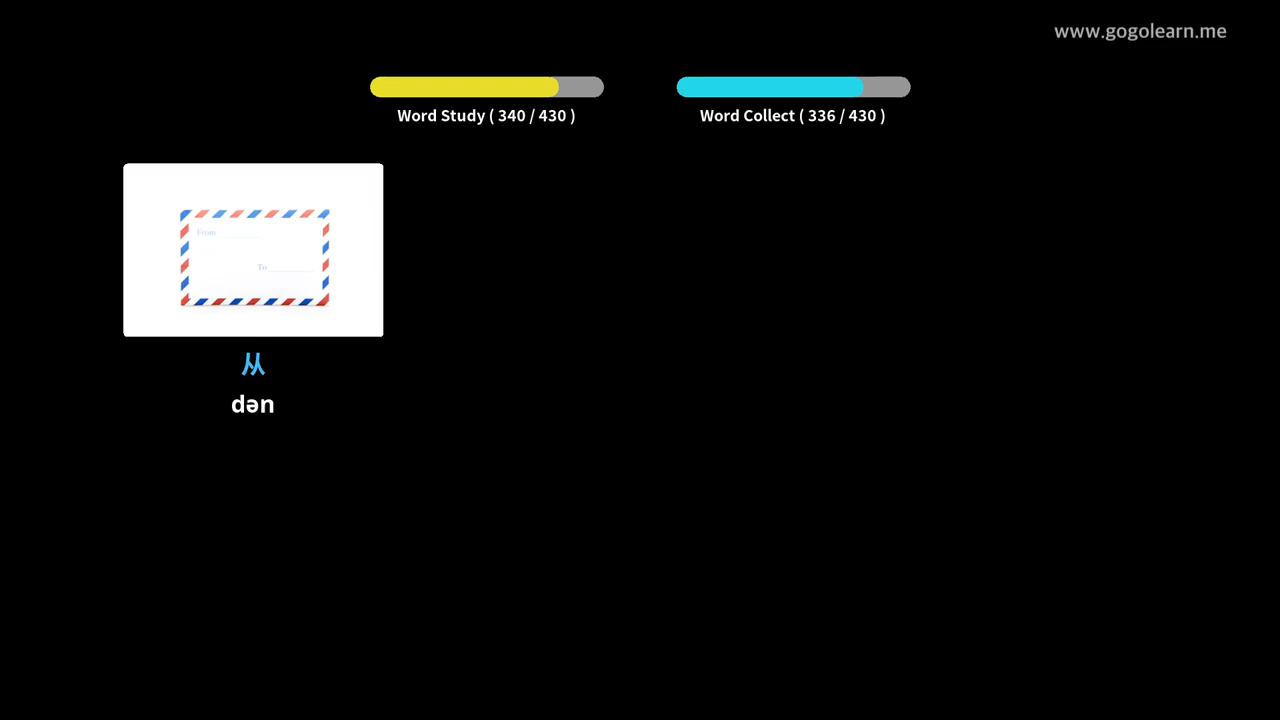 www.gogolearn.me
Word Study ( 340 / 430 )
Word Collect ( 336 / 430 )
From
To
从
dən